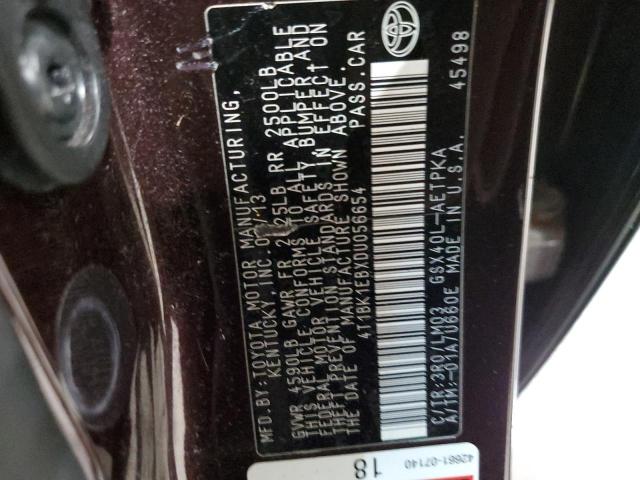 MFD.BY:TOYOTA MOTOR MANUFACTURING,
KENTUCKY, INC. 13
GVWR 4590LB GAWR FR 25LB RR 2500LB
THIS VEHICLE CONFORMS TO ALL APPLICABLE
FEDERAL MOTOR VEHICLE SAFETY, BUMPER, AND
THEFT PREVENTION STANDARDS IN EFFECT ON
THE DATE OF MANUFACTURE SHOWN ABOVE.
4T1BK1EBXDU056654 PASS.CAR
C/TR:3R0/LM03 GSX40L-AETPKA
A/TM:-01A/U660E MADE IN U.S.A.
45498
42661-07140
18